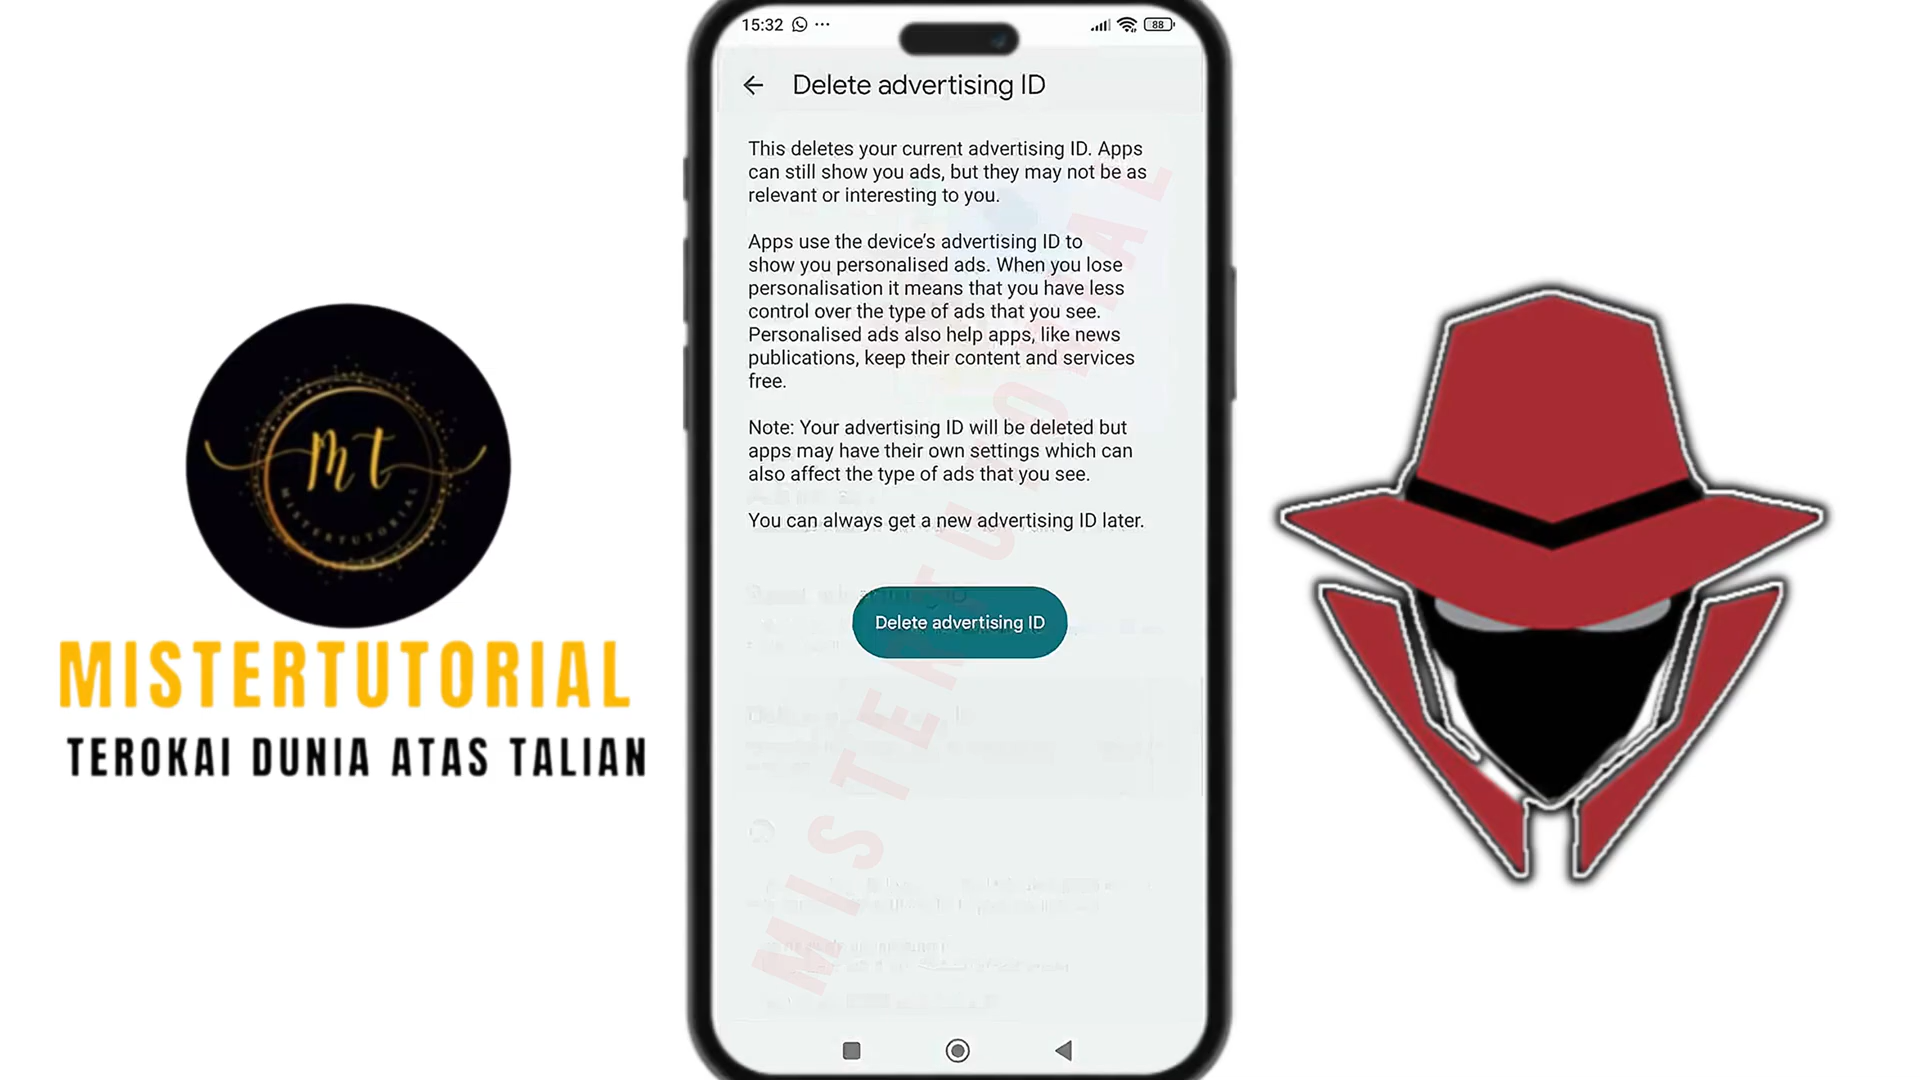 15:32
88
Delete advertising ID
This deletes your current advertising ID. Apps
can still show you ads, but they may not be as
relevant or interesting to you.
Apps use the device’s advertising ID to
show you personalised ads. When you lose
personalisation it means that you have less
control over the type of ads that you see.
Personalised ads also help apps, like news
publications, keep their content and services
free.
Note: Your advertising ID will be deleted but
apps may have their own settings which can
also affect the type of ads that you see.
You can always get a new advertising ID later.
Delete advertising ID
MISTERTUTORIAL
mt
MISTERTUTORIAL
MISTERTUTORIAL
TEROKAI DUNIA ATAS TALIAN